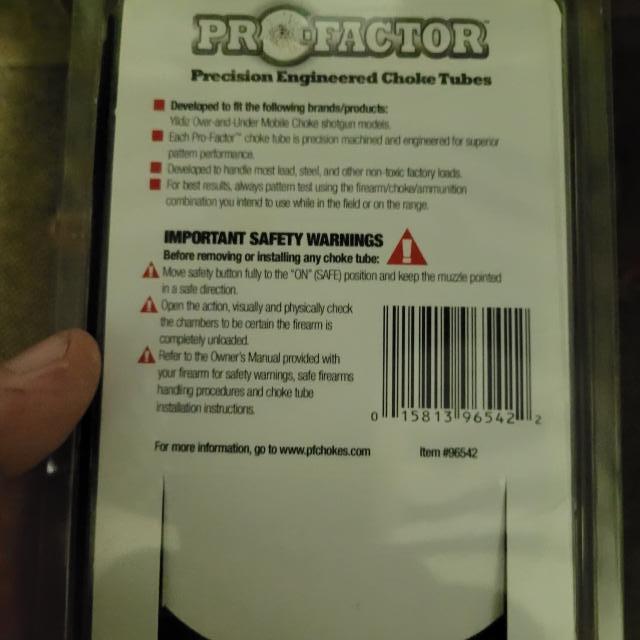 PRO-FACTOR™
Precision Engineered Choke Tubes
Developed to fit the following brands/products:
Yildiz Over-and-Under Mobile Choke shotgun models.
Each Pro-Factor™ choke tube is precision machined and engineered for superior
pattern performance.
Developed to handle most lead, steel, and other non-toxic factory loads.
For best results, always pattern test using the firearm/choke/ammunition
combination you intend to use while in the field or on the range.
IMPORTANT SAFETY WARNINGS
Before removing or installing any choke tube:
Move safety button fully to the "ON" (SAFE) position and keep the muzzle pointed
in a safe direction.
Open the action, visually and physically check
the chambers to be certain the firearm is
completely unloaded.
Refer to the Owner's Manual provided with
your firearm for safety warnings, safe firearms
handling procedures and choke tube
installation instructions.
0 15813 96542 2
For more information, go to www.pfchokes.com Item #96542